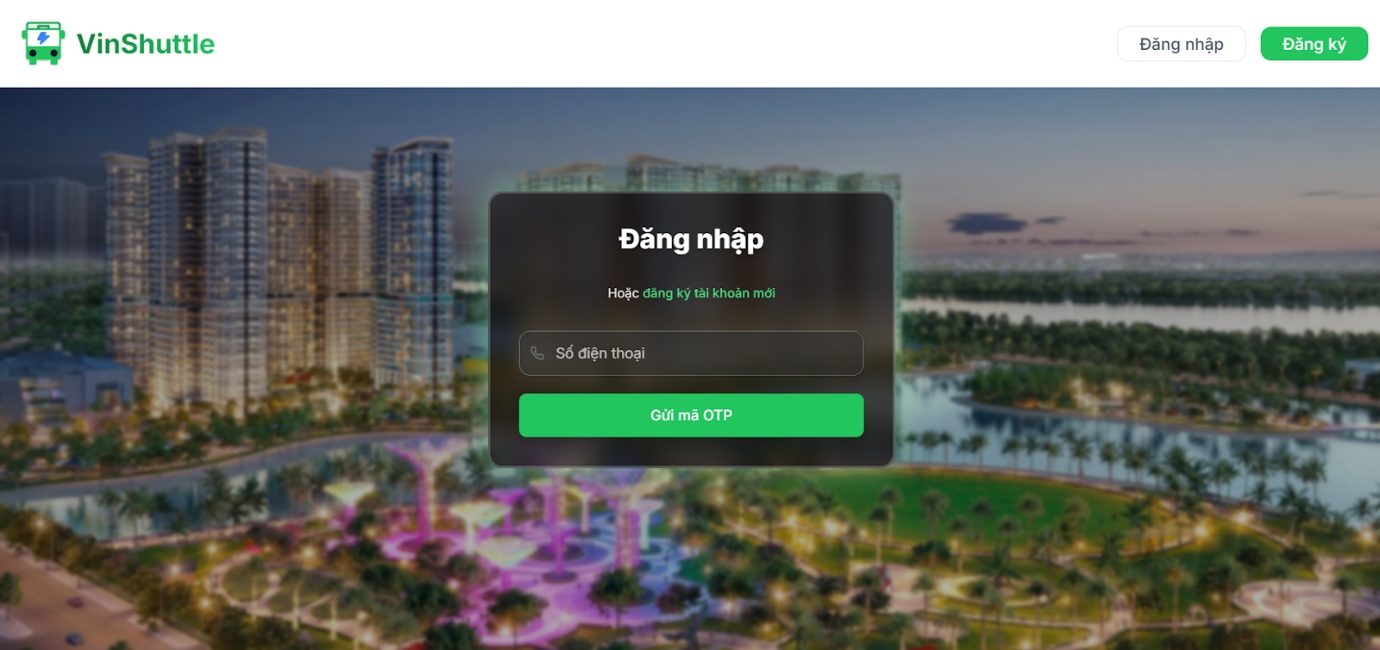 VinShuttle
Đăng nhập
Đăng ký
Đăng nhập
Hoặc đăng ký tài khoản mới
Số điện thoại
Gửi mã OTP